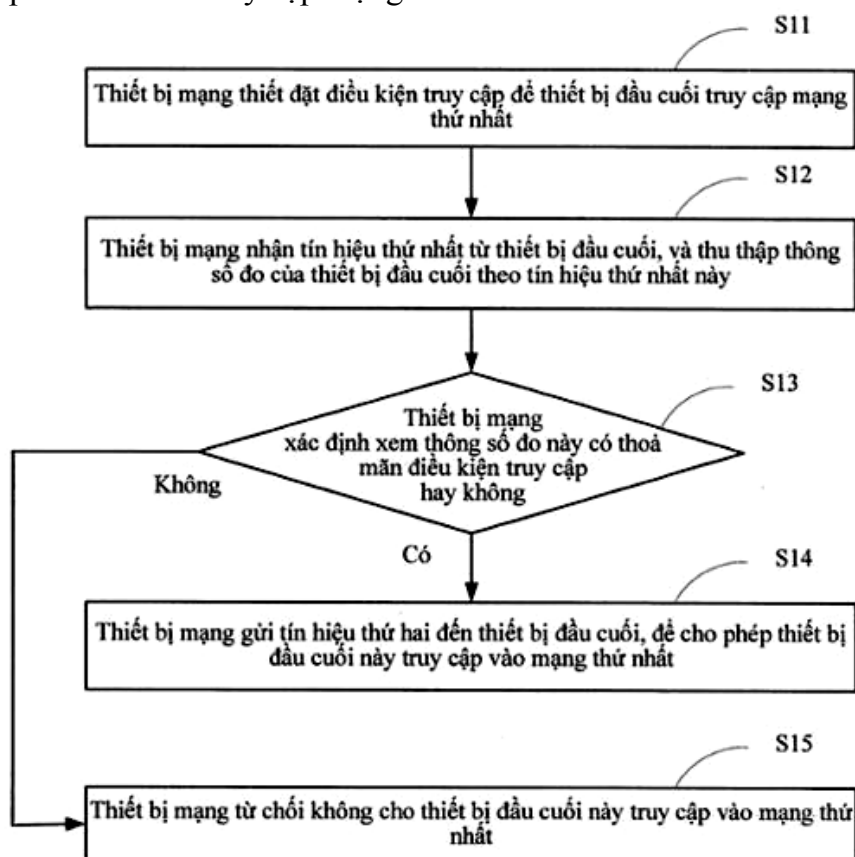 S11
Thiết bị mạng thiết đặt điều kiện truy cập để thiết bị đầu cuối truy cập mạng
thứ nhất
S12
Thiết bị mạng nhận tín hiệu thứ nhất từ thiết bị đầu cuối, và thu thập thông
số đo của thiết bị đầu cuối theo tín hiệu thứ nhất này
S13
Thiết bị mạng
xác định xem thông số đo này có thoả
mãn điều kiện truy cập
hay không
Không
Có
S14
Thiết bị mạng gửi tín hiệu thứ hai đến thiết bị đầu cuối, để cho phép thiết bị
đầu cuối này truy cập vào mạng thứ nhất
S15
Thiết bị mạng từ chối không cho thiết bị đầu cuối này truy cập vào mạng thứ
nhất